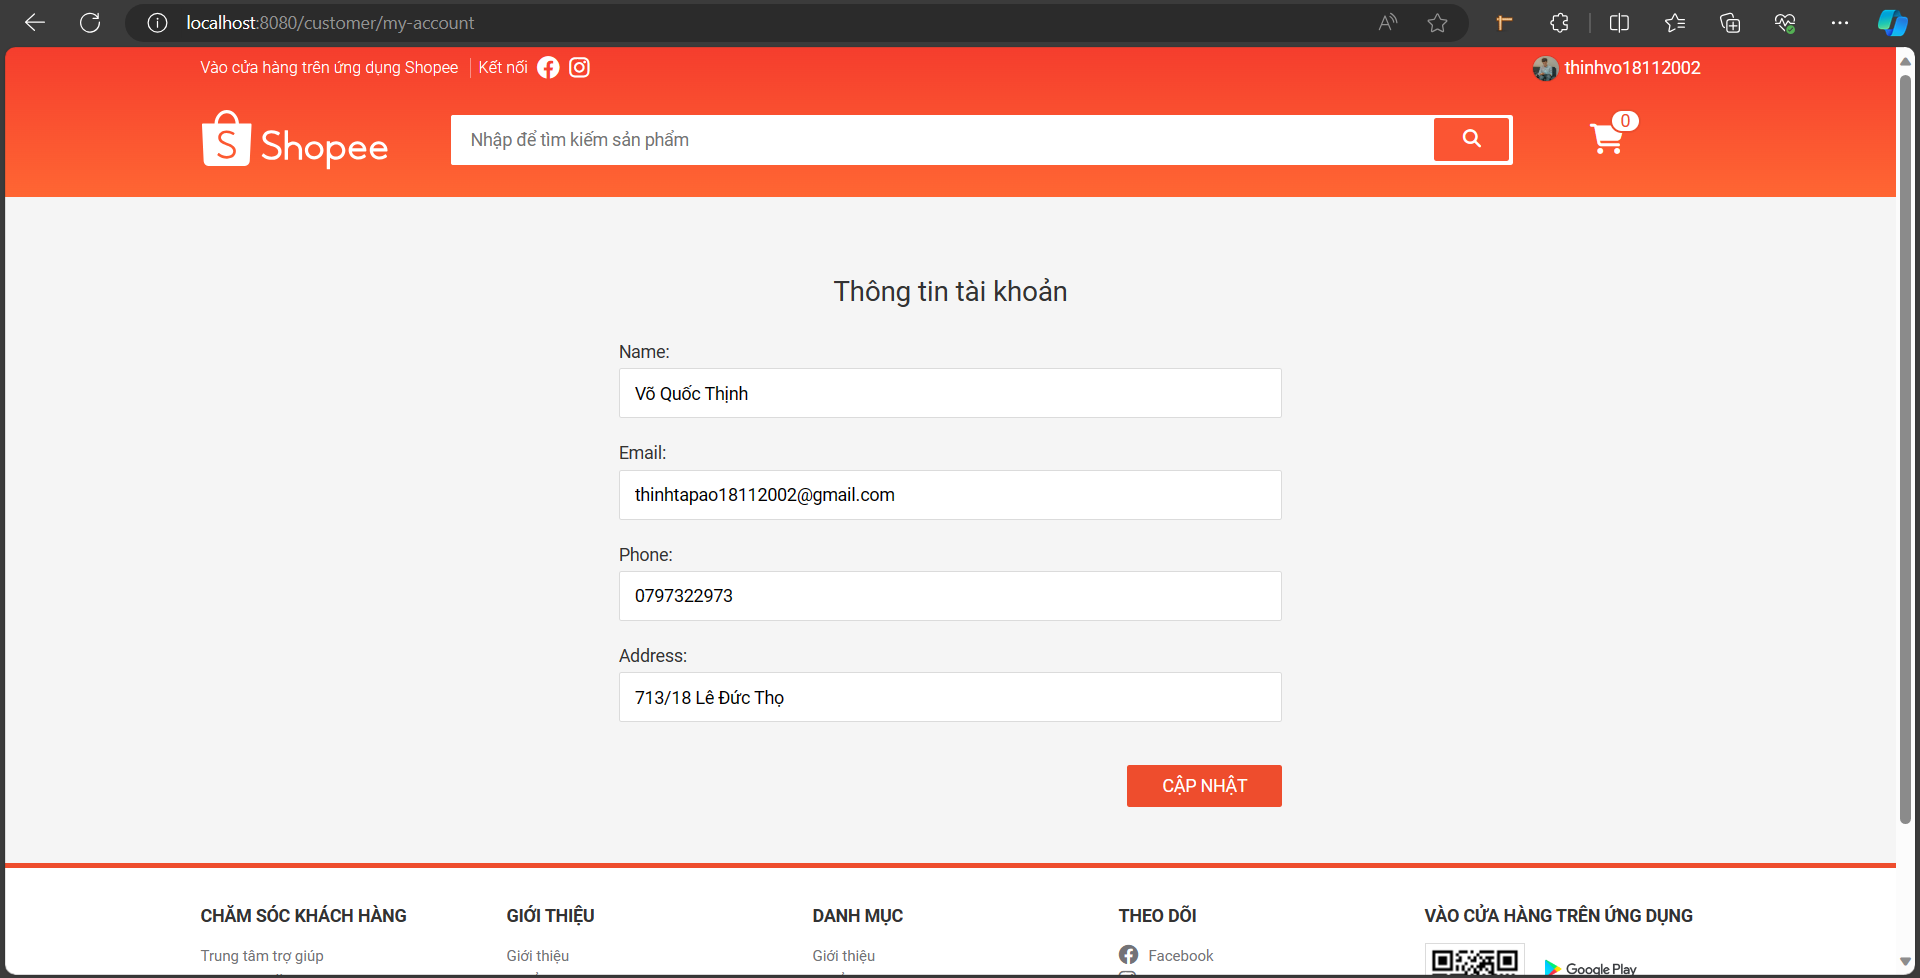 localhost:8080/customer/my-account
Vào cửa hàng trên ứng dụng Shopee
Kết nối
thinhvo18112002
Shopee
Nhập để tìm kiếm sản phẩm
0
Thông tin tài khoản
Name:
Võ Quốc Thịnh
Email:
thinhtapao18112002@gmail.com
Phone:
0797322973
Address:
713/18 Lê Đức Thọ
CẬP NHẬT
CHĂM SÓC KHÁCH HÀNG
GIỚI THIỆU
DANH MỤC
THEO DÕI
VÀO CỬA HÀNG TRÊN ỨNG DỤNG
Trung tâm trợ giúp
Giới thiệu
Giới thiệu
Facebook
Google Play